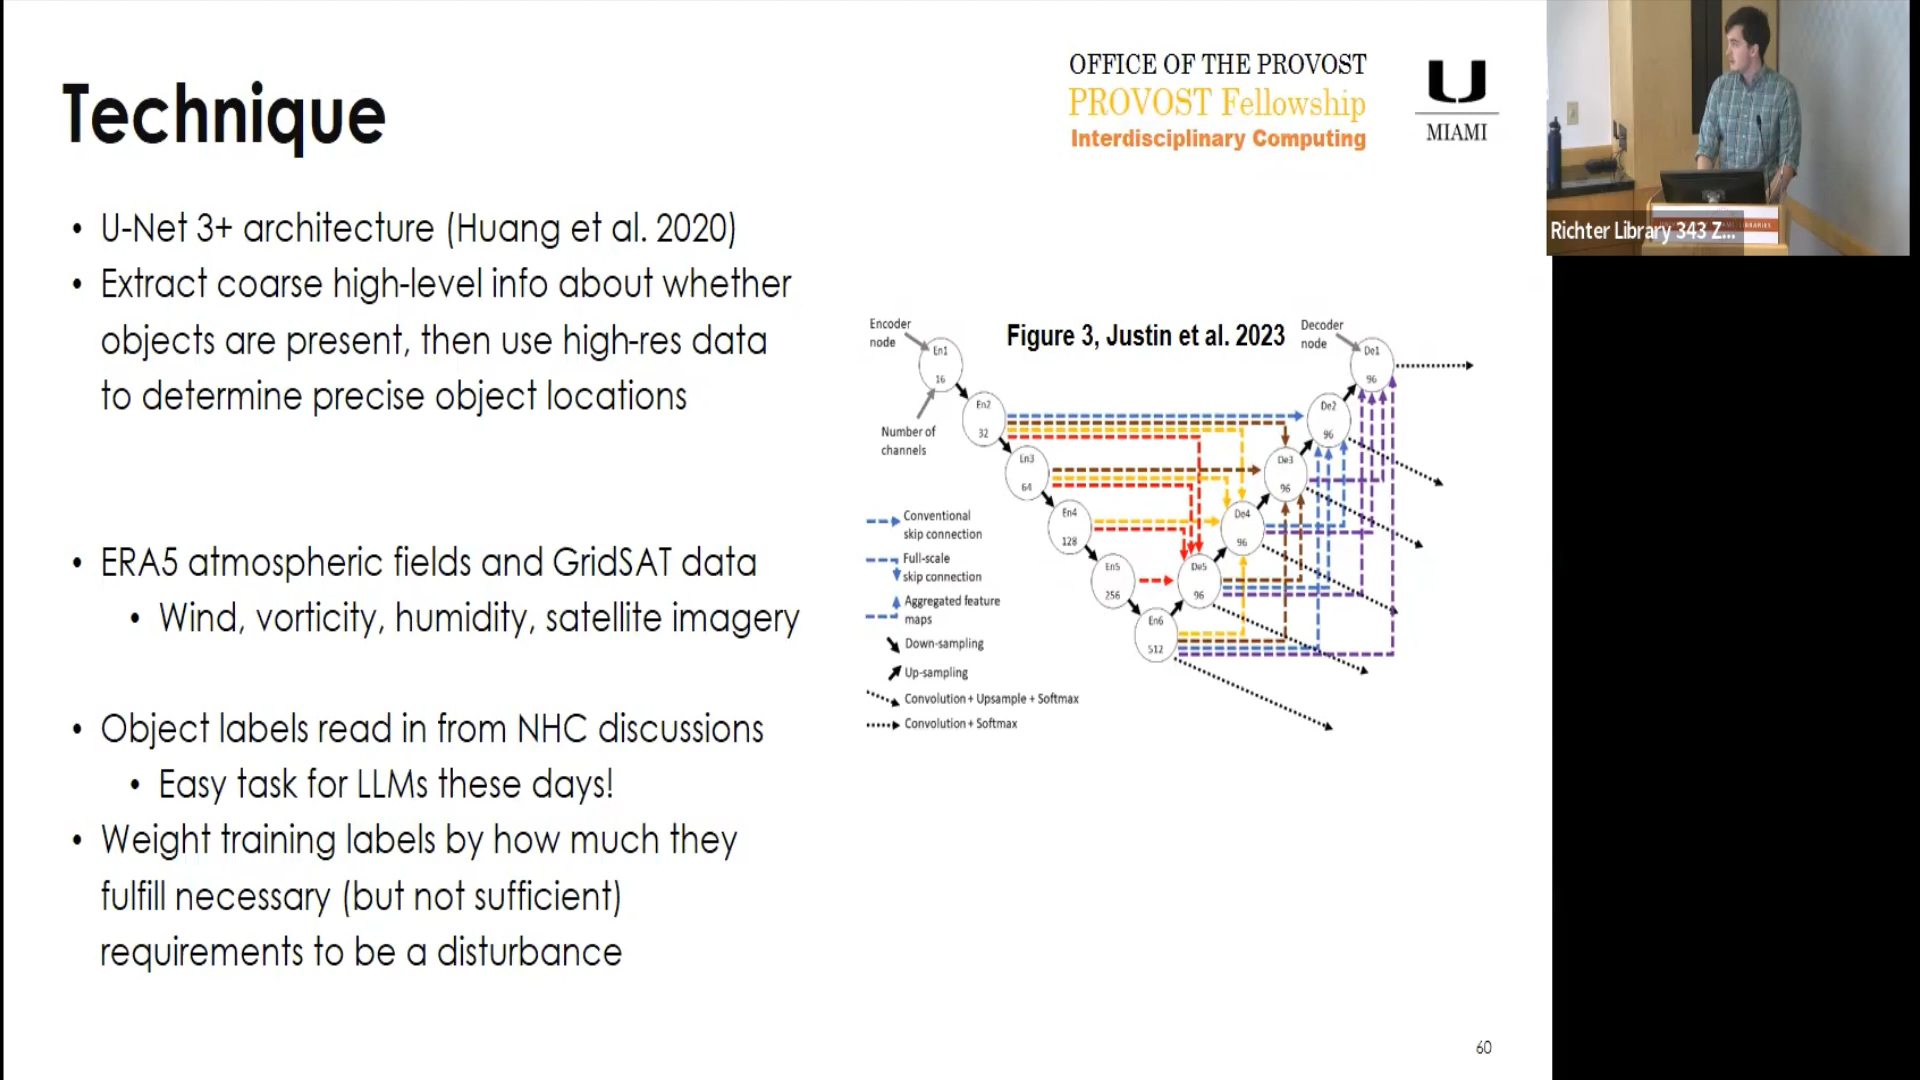 Technique
OFFICE OF THE PROVOST
PROVOST Fellowship
Interdisciplinary Computing
U
MIAMI
• U-Net 3+ architecture (Huang et al. 2020)
• Extract coarse high-level info about whether
objects are present, then use high-res data
to determine precise object locations
• ERA5 atmospheric fields and GridSAT data
• Wind, vorticity, humidity, satellite imagery
• Object labels read in from NHC discussions
• Easy task for LLMs these days!
• Weight training labels by how much they
fulfill necessary (but not sufficient)
requirements to be a disturbance
Figure 3, Justin et al. 2023
Encoder
node
Decoder
node
En1
16
De1
96
Number of
channels
En2
32
De2
96
En3
64
De3
96
En4
128
De4
96
En5
256
De5
96
En6
512
Conventional
skip connection
Full-scale
skip connection
Aggregated feature
maps
Down-sampling
Up-sampling
Convolution + Upsample + Softmax
Convolution + Softmax
60
Richter Library 343 Z...